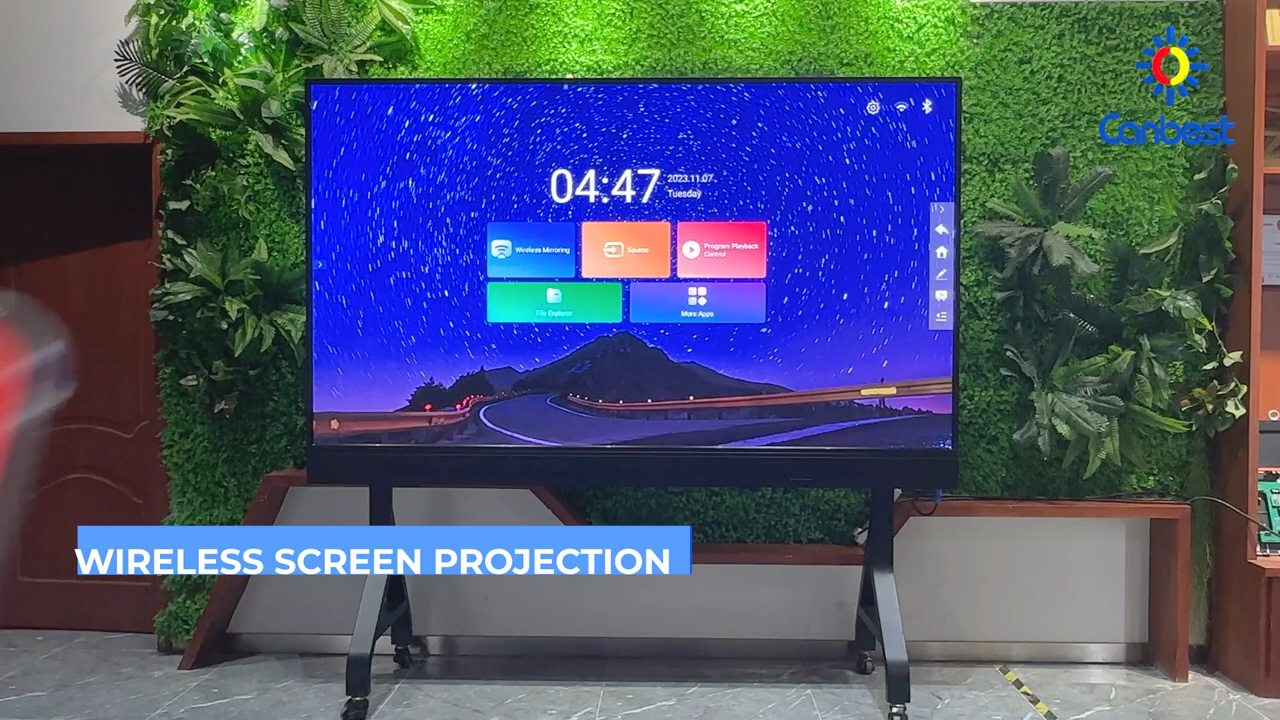 Canbest
04:47
2023.11.07
Tuesday
Wireless Mirroring
Source
Program Playback
Control
File Explorer
More Apps
WIRELESS SCREEN PROJECTION